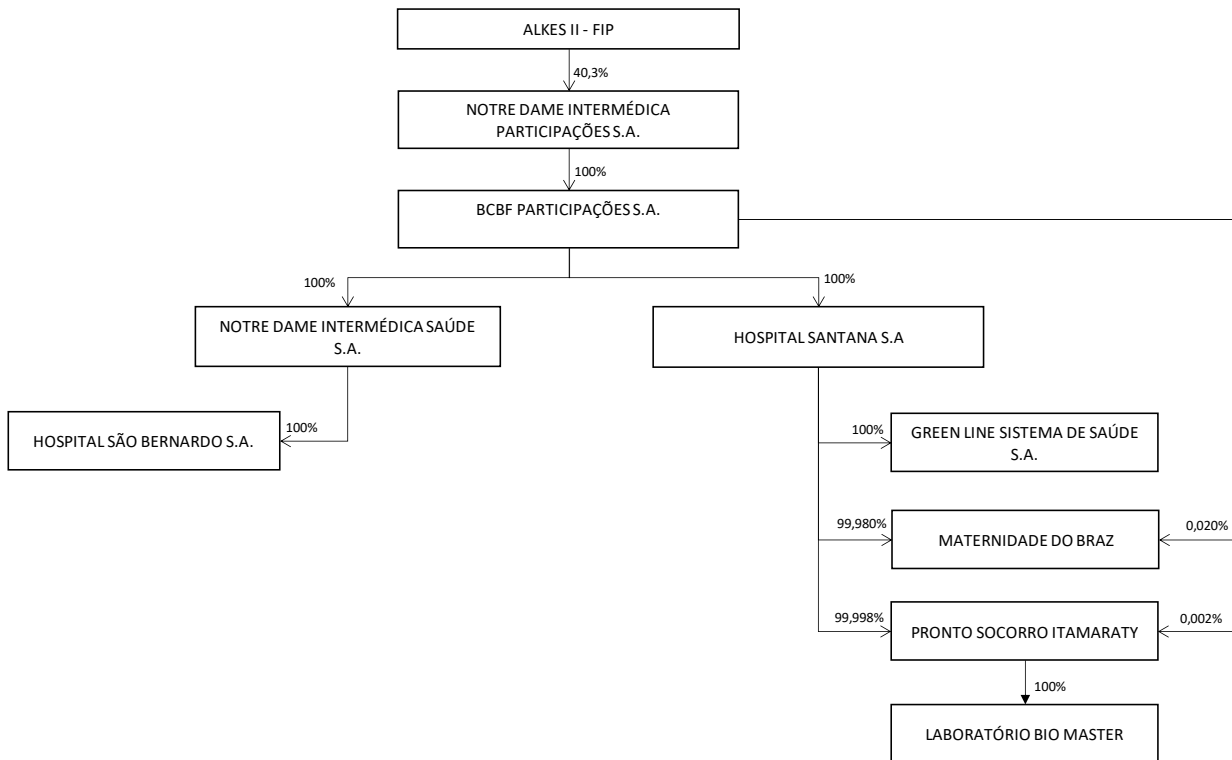 ALKES II - FIP
40,3%
NOTRE DAME INTERMÉDICA
PARTICIPAÇÕES S.A.
100%
BCBF PARTICIPAÇÕES S.A.
100%
100%
NOTRE DAME INTERMÉDICA SAÚDE
S.A.
HOSPITAL SANTANA S.A
HOSPITAL SÃO BERNARDO S.A.
100%
100%
GREEN LINE SISTEMA DE SAÚDE
S.A.
99,980%
MATERNIDADE DO BRAZ
0,020%
99,998%
PRONTO SOCORRO ITAMARATY
0,002%
100%
LABORATÓRIO BIO MASTER